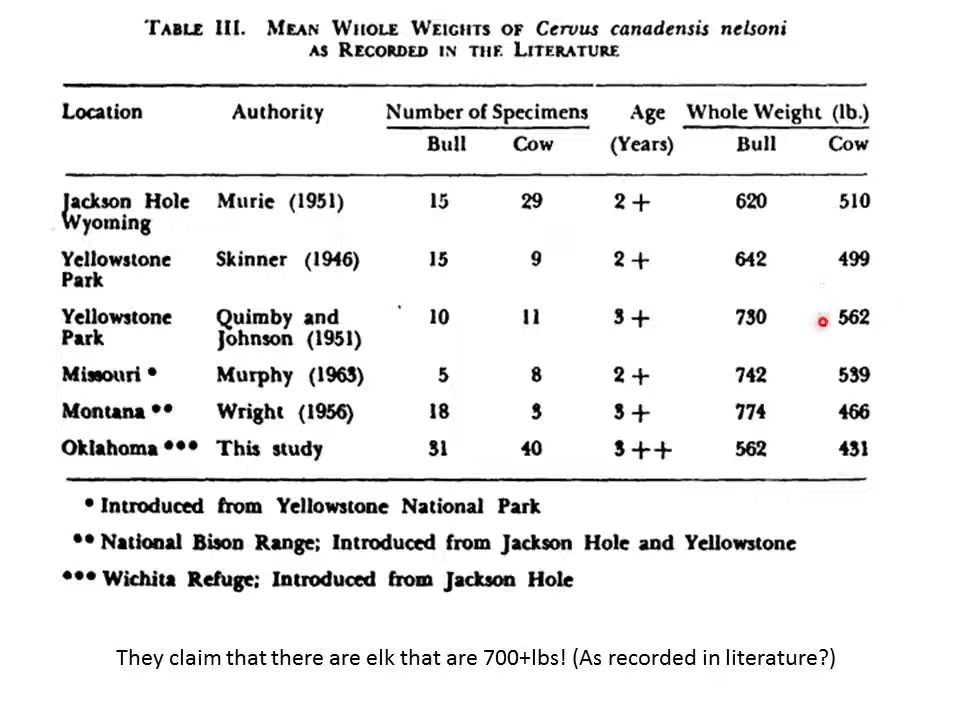 TABLE III. MEAN WHOLE WEIGHTS OF Cervus canadensis nelsoni
AS RECORDED IN THE LITERATURE
Location Authority Number of Specimens Age Whole Weight (lb.)
Bull Cow (Years) Bull Cow
Jackson Hole Murie (1951) 15 29 2+ 620 510
Wyoming
Yellowstone Skinner (1946) 15 9 2+ 642 499
Park
Yellowstone Quimby and 10 11 3+ 730 562
Park Johnson (1951)
Missouri * Murphy (1963) 5 8 2+ 742 539
Montana ** Wright (1956) 18 3 3+ 774 466
Oklahoma *** This study 31 40 3++ 562 431
* Introduced from Yellowstone National Park
** National Bison Range; Introduced from Jackson Hole and Yellowstone
*** Wichita Refuge; Introduced from Jackson Hole
They claim that there are elk that are 700+lbs! (As recorded in literature?)